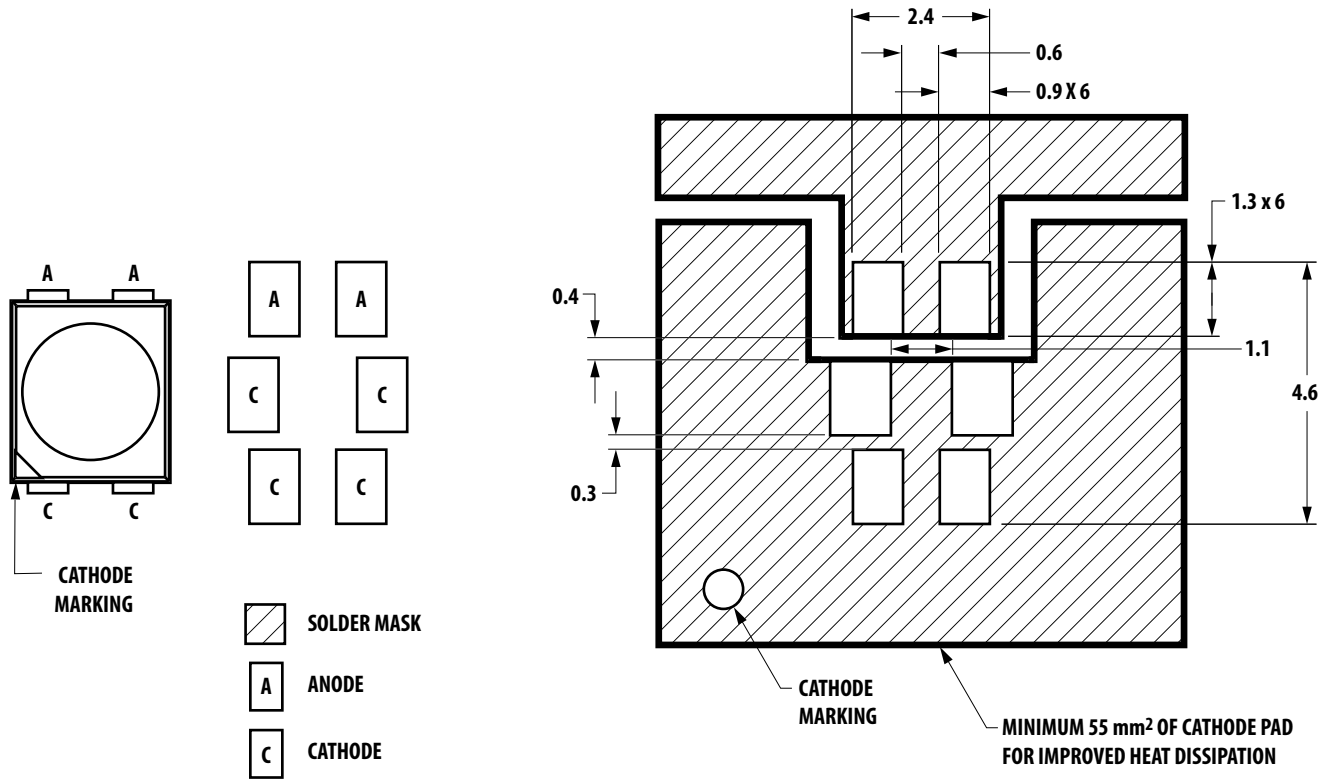 2.4
0.6
0.9 X 6
1.3 x 6
A A
A A
0.4
1.1
C C
4.6
C C
0.3
C C
CATHODE
MARKING
SOLDER MASK
A ANODE
C CATHODE
CATHODE
MARKING
MINIMUM 55 mm² OF CATHODE PAD
FOR IMPROVED HEAT DISSIPATION